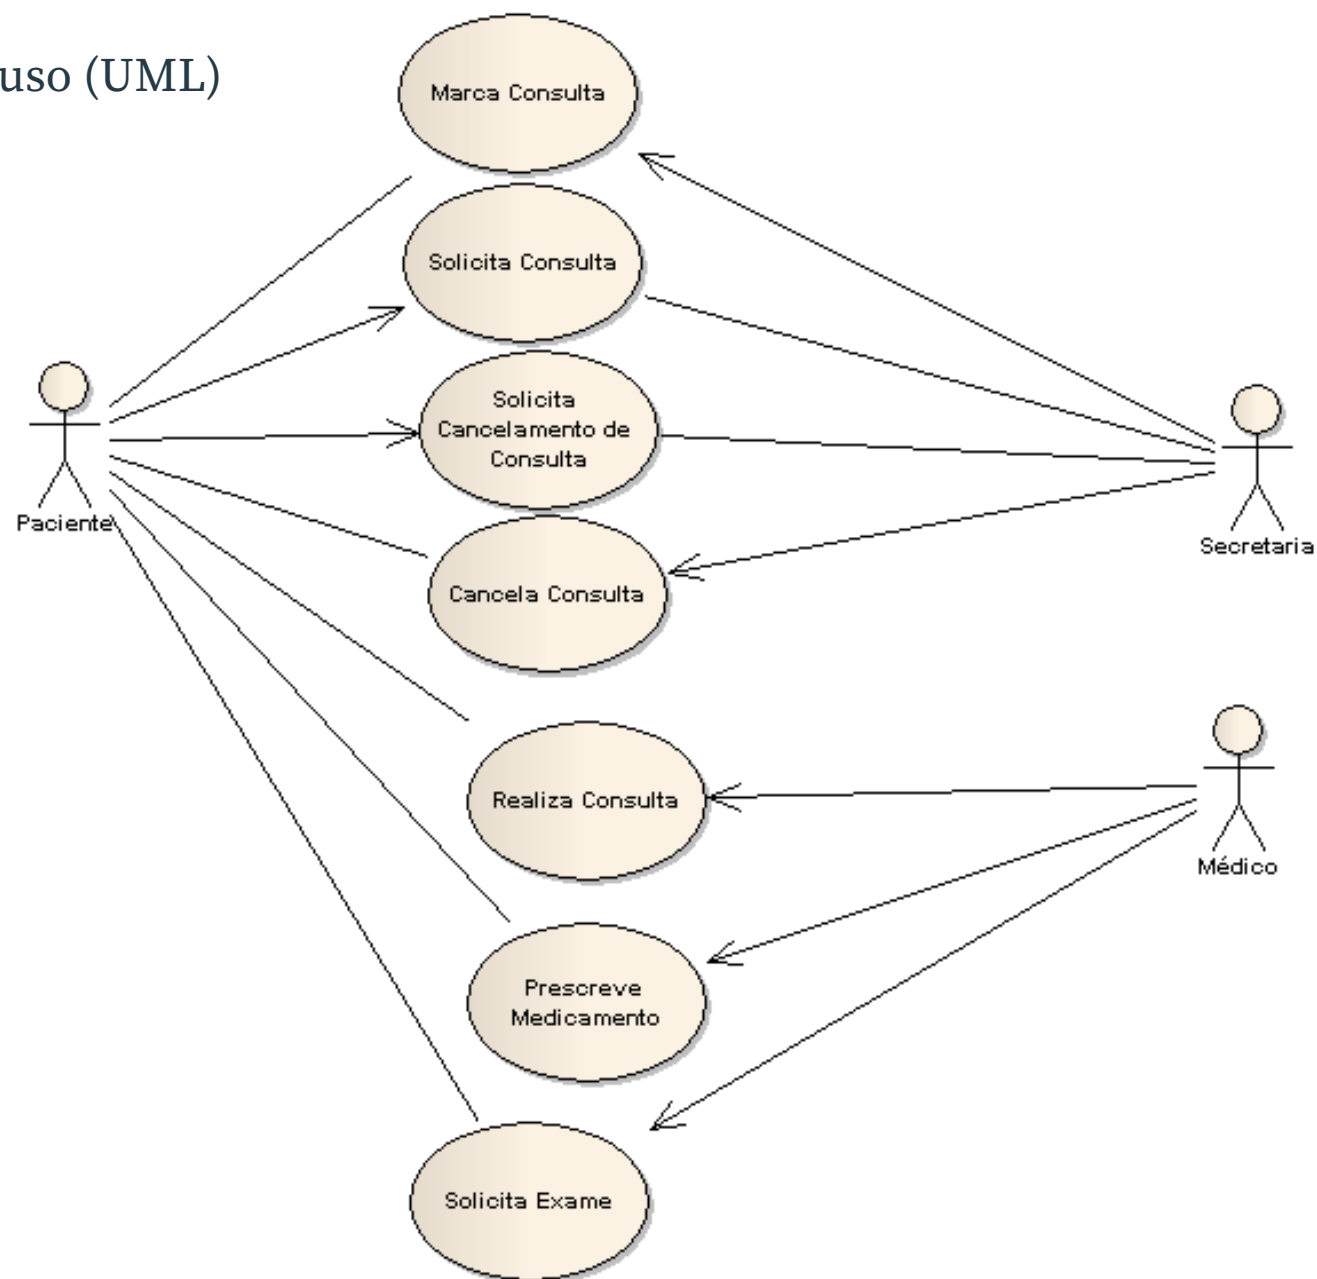 uso (UML)
Marca Consulta
Solicita Consulta
Solicita
Cancelamento de
Consulta
Paciente
Secretaria
Cancela Consulta
Realiza Consulta
Médico
Prescreve
Medicamento
Solicita Exame